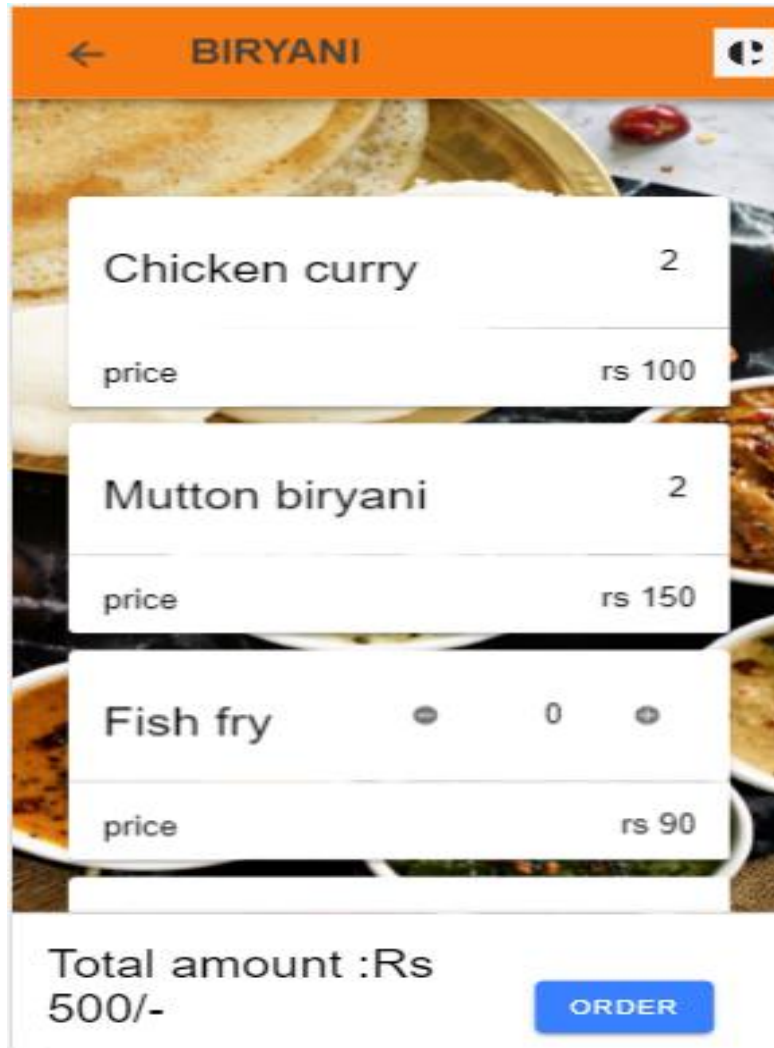 BIRYANI
Chicken curry 2
price rs 100
Mutton biryani 2
price rs 150
Fish fry 0
price rs 90
Total amount :Rs
500/-
ORDER